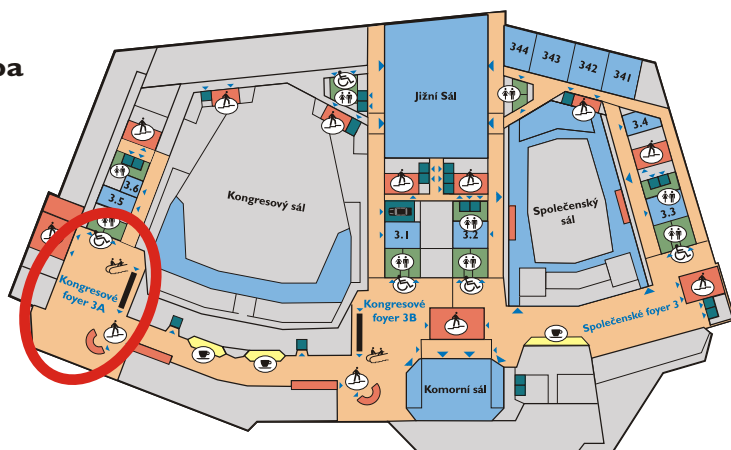 pa
344
343
342
341
Jižní Sál
3.4
3.6
3.5
Kongresový sál
Společenský
sál
3.1
3.2
3.3
Kongresové
foyer 3A
Kongresové
foyer 3B
Společenské foyer 3
Komorní sál